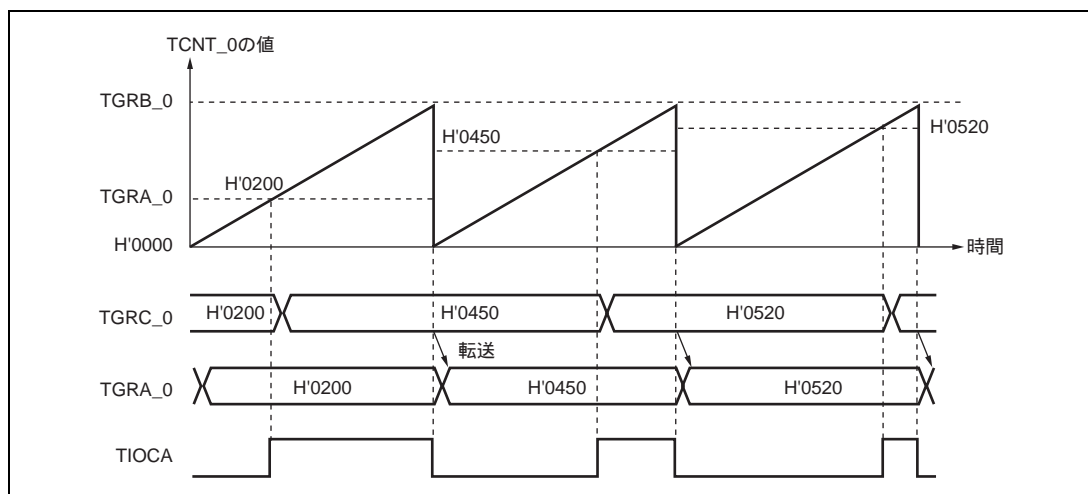 TCNT_0の値
TGRB_0
H'0520
H'0450
H'0200
TGRA_0
H'0000
時間
TGRC_0
H'0200
H'0450
H'0520
転送
TGRA_0
H'0200
H'0450
H'0520
TIOCA